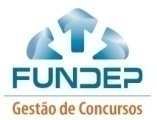 FUNDEP
Gestão de Concursos